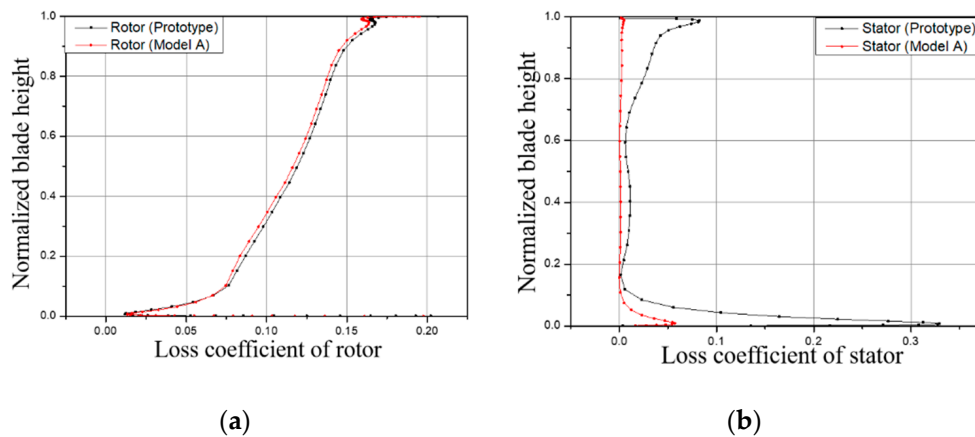 Rotor (Prototype)
Rotor (Model A)
Normalized blade height
1.0
0.8
0.6
0.4
0.2
0.0
0.00
0.05
0.10
0.15
0.20
Loss coefficient of rotor
(a)
Stator (Prototype)
Stator (Model A)
Normalized blade height
1.0
0.8
0.6
0.4
0.2
0.0
0.0
0.1
0.2
0.3
Loss coefficient of stator
(b)